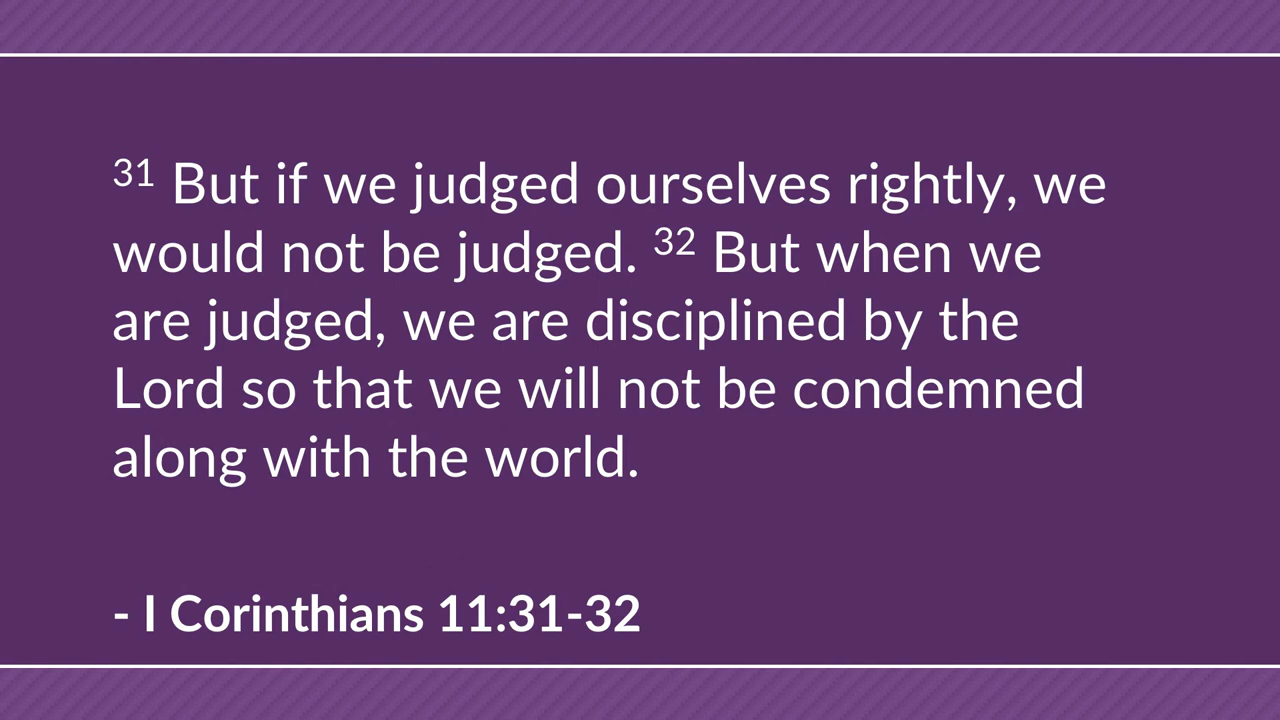 31 But if we judged ourselves rightly, we
would not be judged. 32 But when we
are judged, we are disciplined by the
Lord so that we will not be condemned
along with the world.
- I Corinthians 11:31-32